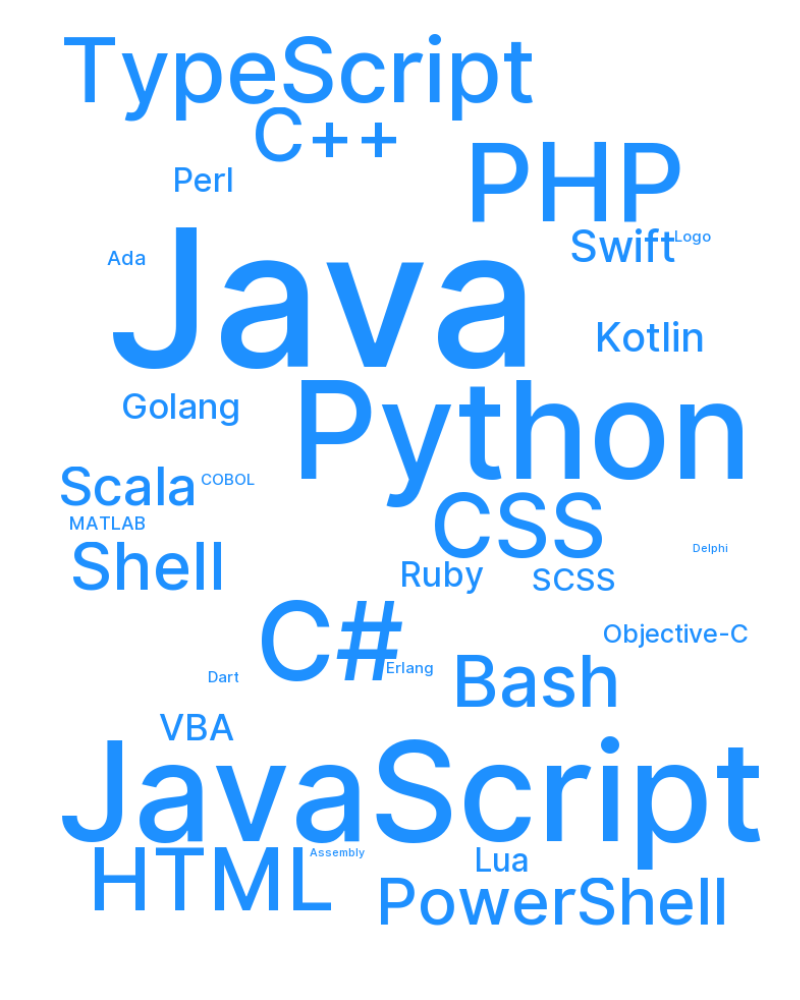 TypeScript
C++
PHP
Perl
Swift
Logo
Ada
Java
Kotlin
Python
Golang
Scala
COBOL
MATLAB
CSS
Shell
Delphi
Ruby
SCSS
C#
Objective-C
Erlang
Dart
Bash
VBA
JavaScript
HTML
Assembly
Lua
PowerShell